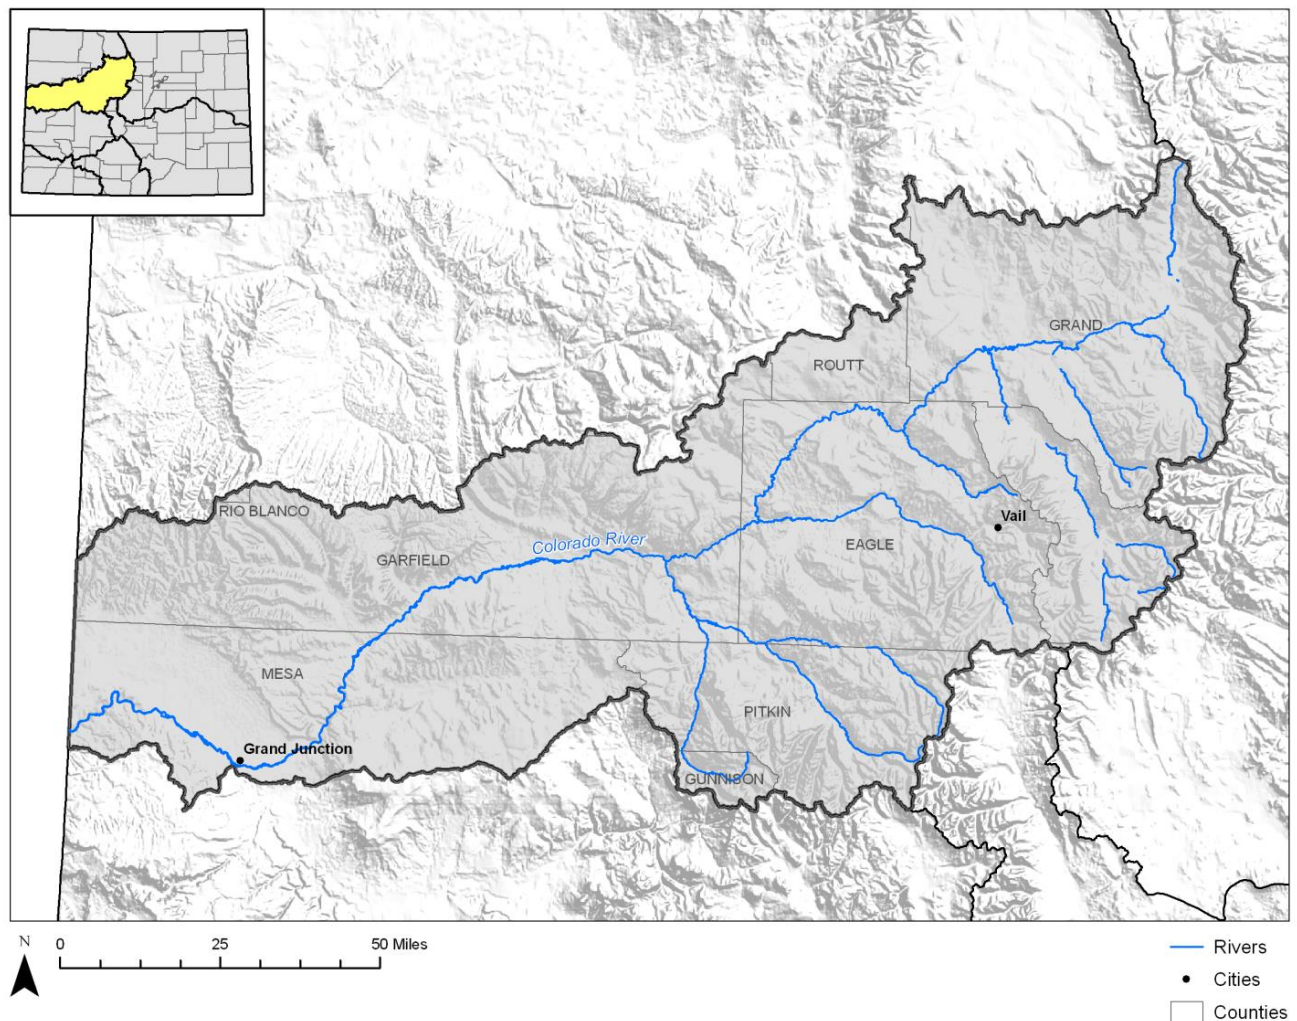 GRAND
ROUTT
RIO BLANCO
Vail
Colorado River
EAGLE
GARFIELD
MESA
PITKIN
Grand Junction
GUNNISON
N
0 25 50 Miles
Rivers
Cities
Counties